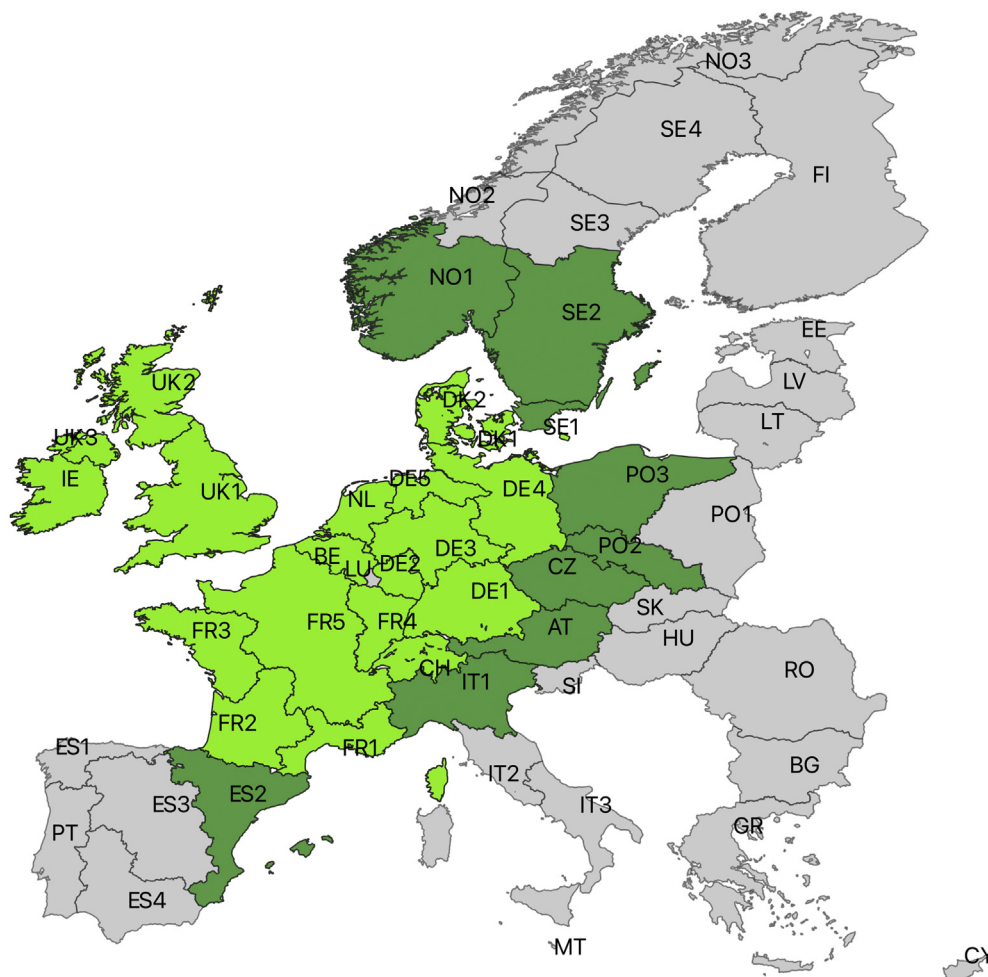 NO3
SE4
FI
NO2
SE3
NO1
SE2
EE
UK2
LV
DK2
LT
SE1
UK3
DK1
IE
DE5
PO3
UK1
NL
DE4
PO1
BE
DE3
PO2
LU
DE2
CZ
DE1
SK
FR3
FR5
FR4
AT
HU
CH
IT1
RO
SI
FR2
ES1
FR1
BG
IT2
ES2
ES3
IT3
PT
GR
ES4
MT
CY